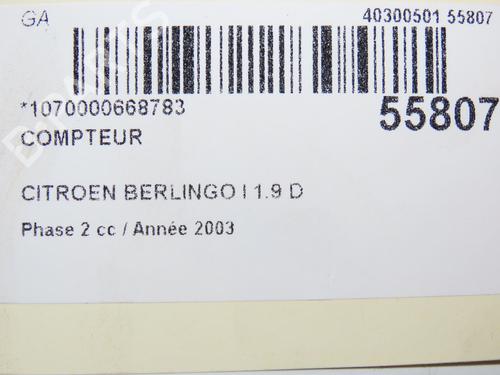 GA
40300501 55807
*1070000668783
55807
COMPTEUR
CITROEN BERLINGO I 1.9 D
Phase 2 cc / Année 2003